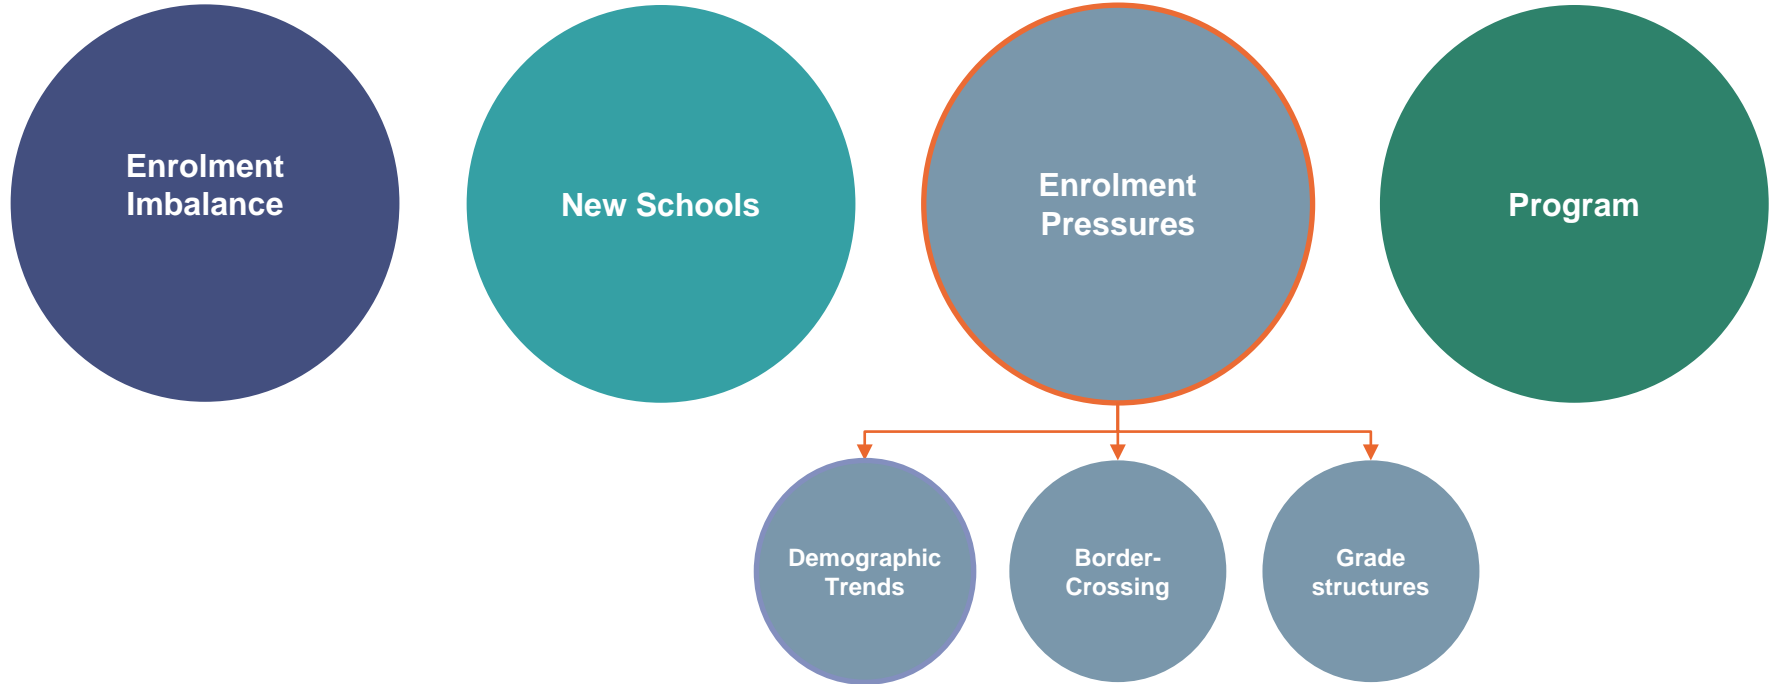 Enrolment
Imbalance
New Schools
Enrolment
Pressures
Program
Demographic
Trends
Border-
Crossing
Grade
structures